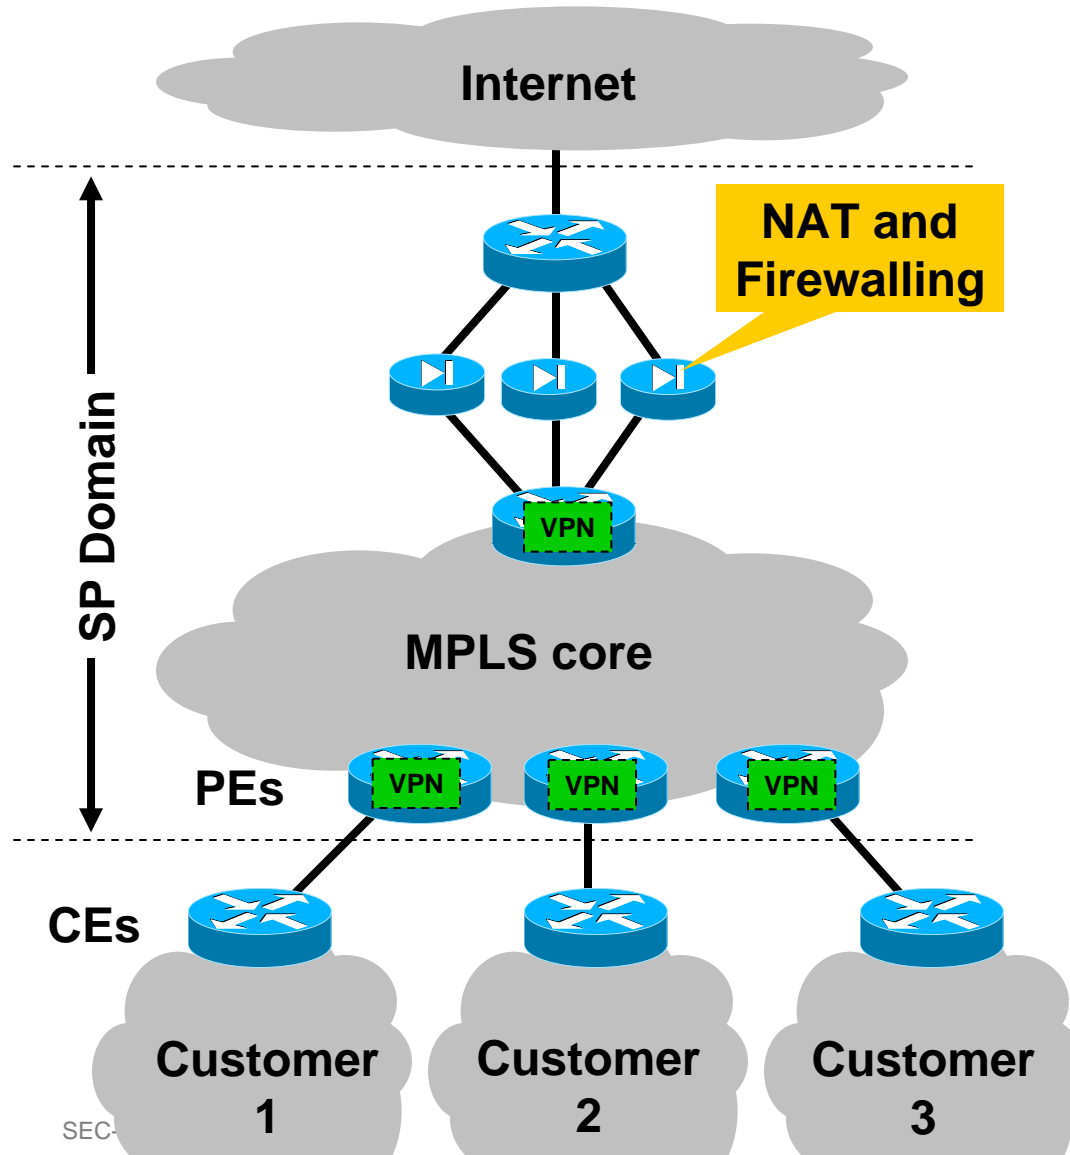 Internet
NAT and
Firewalling
SP Domain
VPN
MPLS core
PEs
VPN
VPN
VPN
CEs
Customer
1
Customer
2
Customer
3
SEC-